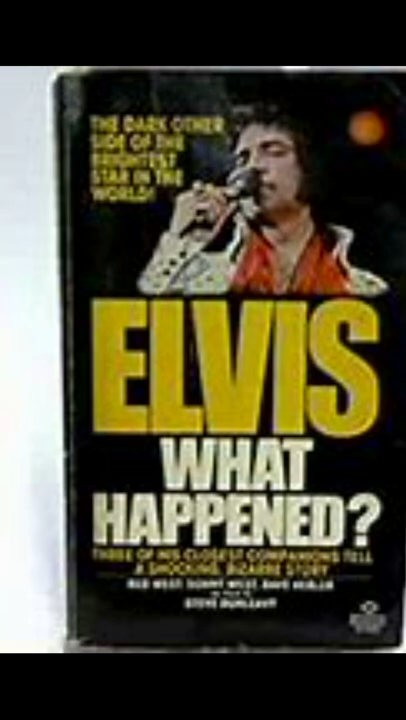 THE DARK OTHER
SIDE OF THE
BRIGHTEST
STAR IN THE
WORLD!
ELVIS
WHAT
HAPPENED?
THREE OF HIS CLOSEST COMPANIONS TELL
A SHOCKING, BIZARRE STORY
RED WEST SONNY WEST DAVE HEBLER
STEVE DUNLEAVY